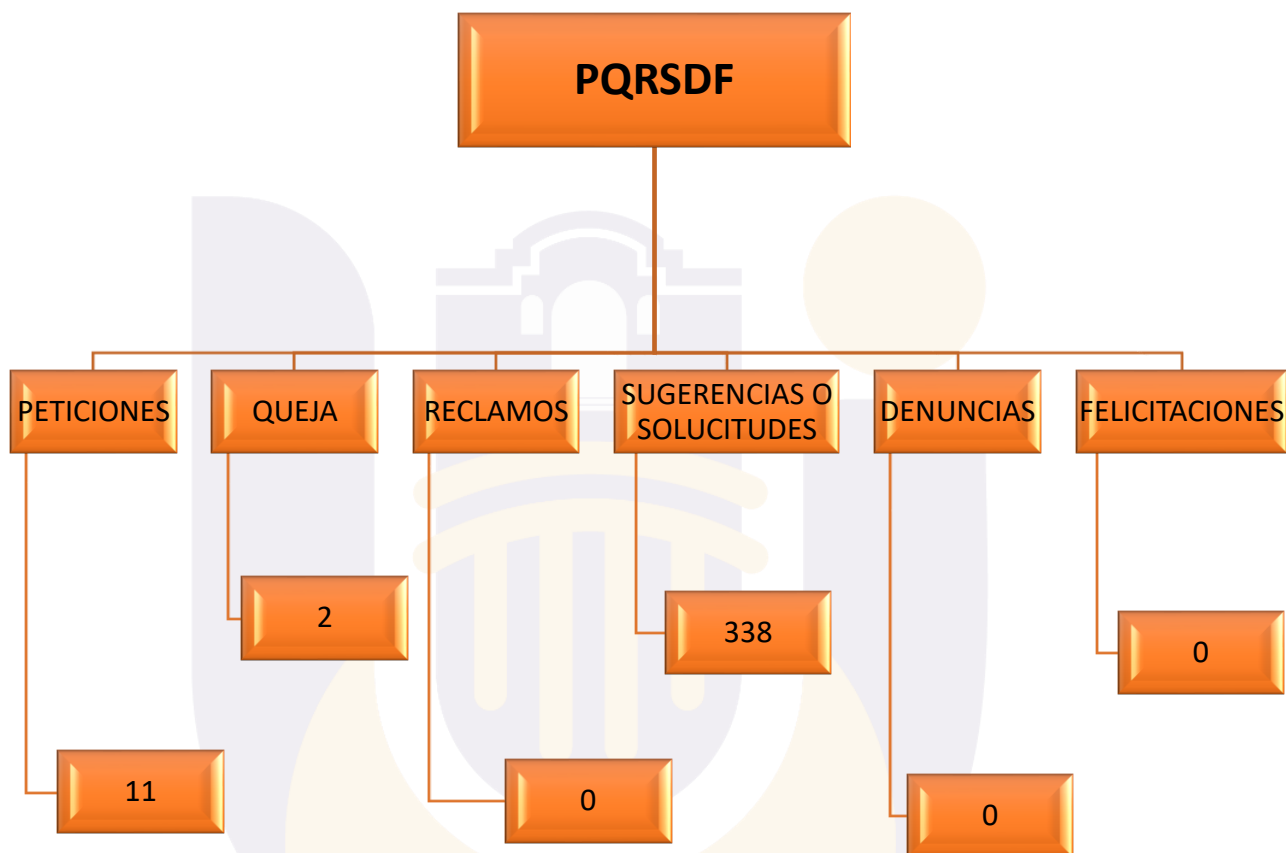 PQRSDF
PETICIONES
QUEJA
RECLAMOS
SUGERENCIAS O
SOLUCITUDES
DENUNCIAS
FELICITACIONES
2
338
0
11
0
0